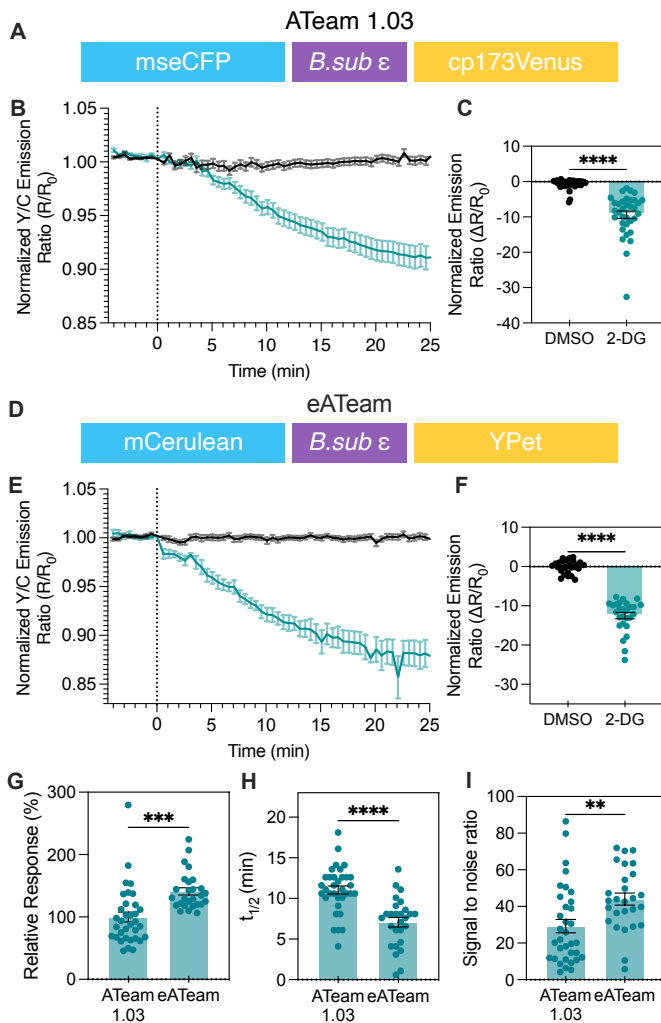 A
ATeam 1.03
mseCFP
B.sub ε
cp173Venus
B
Normalized Y/C Emission
Ratio (R/R0)
1.05
1.00
0.95
0.90
0.85
0
5
10
15
20
25
Time (min)
C
Normalized Emission
Ratio (ΔR/R0)
10
0
-10
-20
-30
-40
****
DMSO
2-DG
D
eATeam
mCerulean
B.sub ε
YPet
E
Normalized Y/C Emission
Ratio (R/R0)
1.05
1.00
0.95
0.90
0.85
0
5
10
15
20
25
Time (min)
F
Normalized Emission
Ratio (ΔR/R0)
10
0
-10
-20
-30
****
DMSO
2-DG
G
Relative Response (%)
300
200
100
0
***
ATeam
1.03
eATeam
H
t1/2 (min)
20
15
10
5
0
****
ATeam
1.03
eATeam
I
Signal to noise ratio
100
80
60
40
20
0
**
ATeam
1.03
eATeam